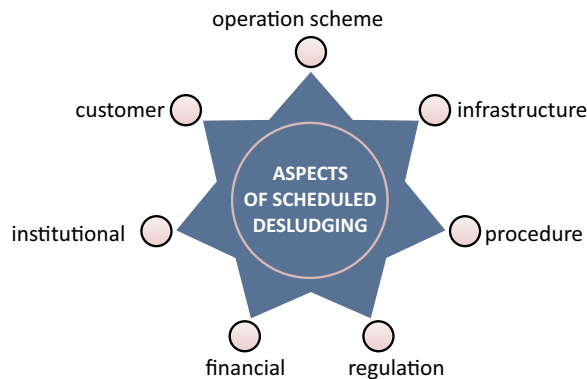 operation scheme
customer
infrastructure
ASPECTS
OF SCHEDULED
DESLUDGING
institutional
procedure
financial
regulation